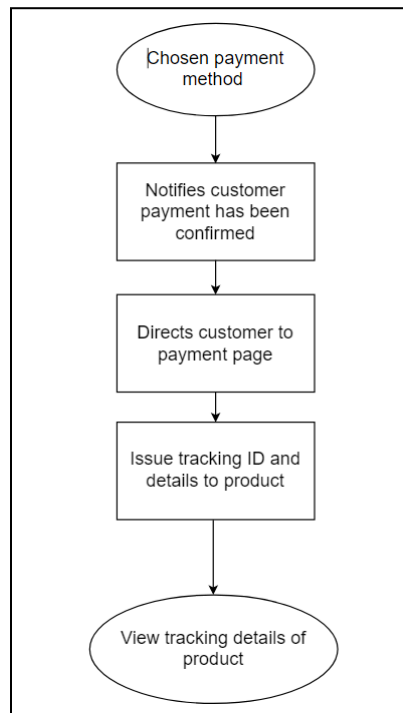 Chosen payment
method
Notifies customer
payment has been
confirmed
Directs customer to
payment page
Issue tracking ID and
details to product
View tracking details of
product